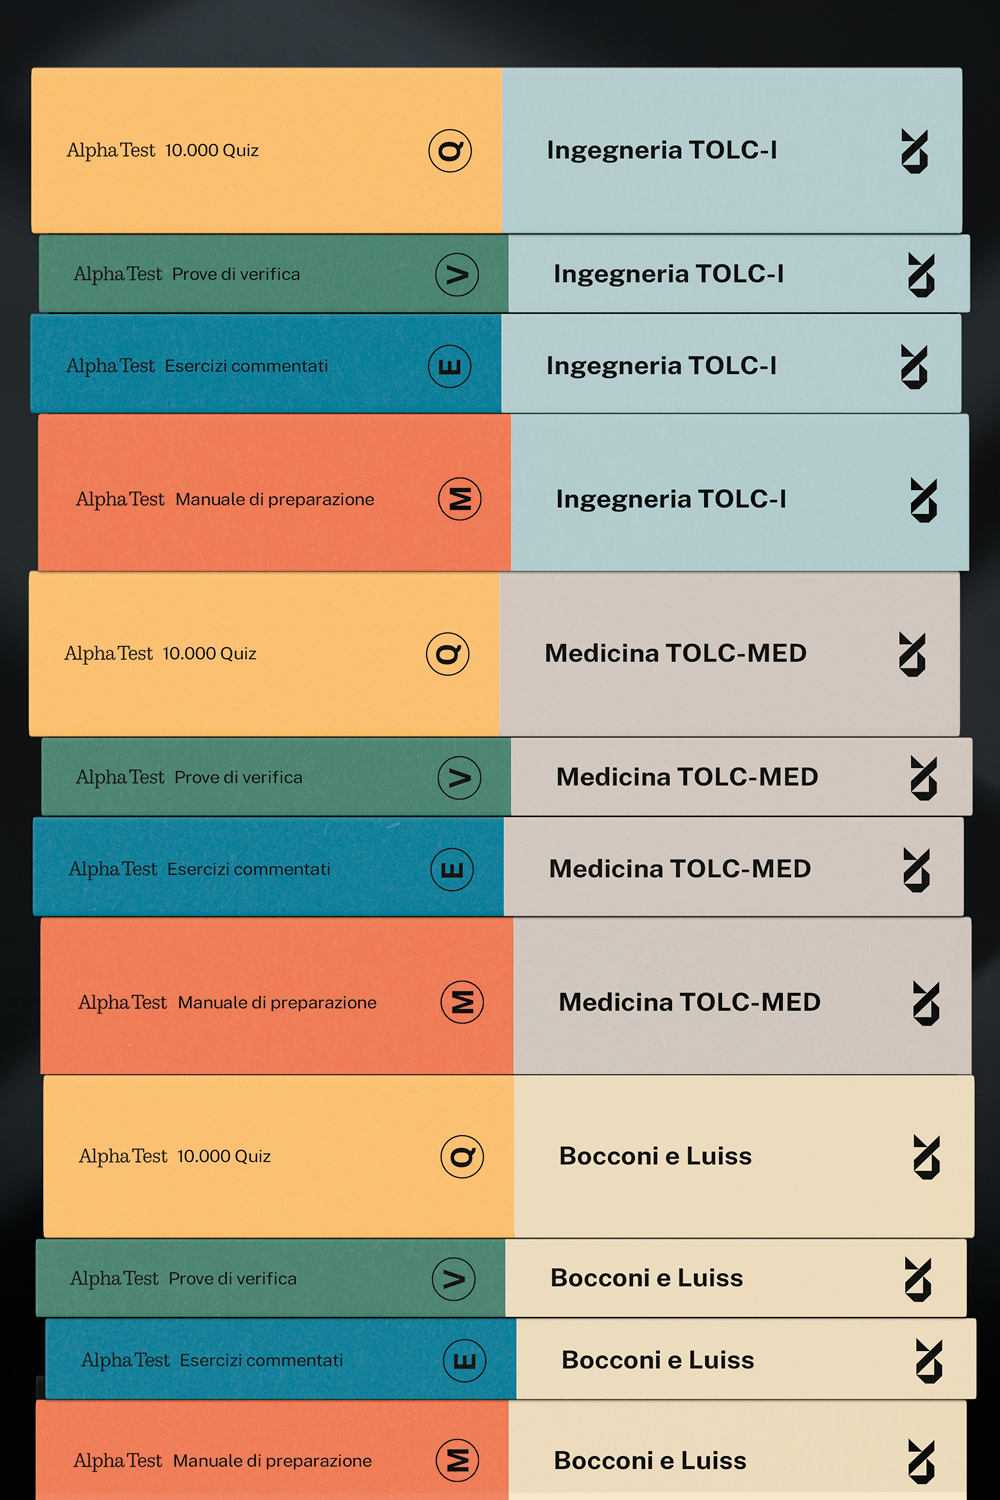 AlphaTest 10.000 Quiz Q Ingegneria TOLC-I
AlphaTest Prove di verifica V Ingegneria TOLC-I
AlphaTest Esercizi commentati E Ingegneria TOLC-I
AlphaTest Manuale di preparazione M Ingegneria TOLC-I
AlphaTest 10.000 Quiz Q Medicina TOLC-MED
AlphaTest Prove di verifica V Medicina TOLC-MED
AlphaTest Esercizi commentati E Medicina TOLC-MED
AlphaTest Manuale di preparazione M Medicina TOLC-MED
AlphaTest 10.000 Quiz Q Bocconi e Luiss
AlphaTest Prove di verifica V Bocconi e Luiss
AlphaTest Esercizi commentati E Bocconi e Luiss
AlphaTest Manuale di preparazione M Bocconi e Luiss